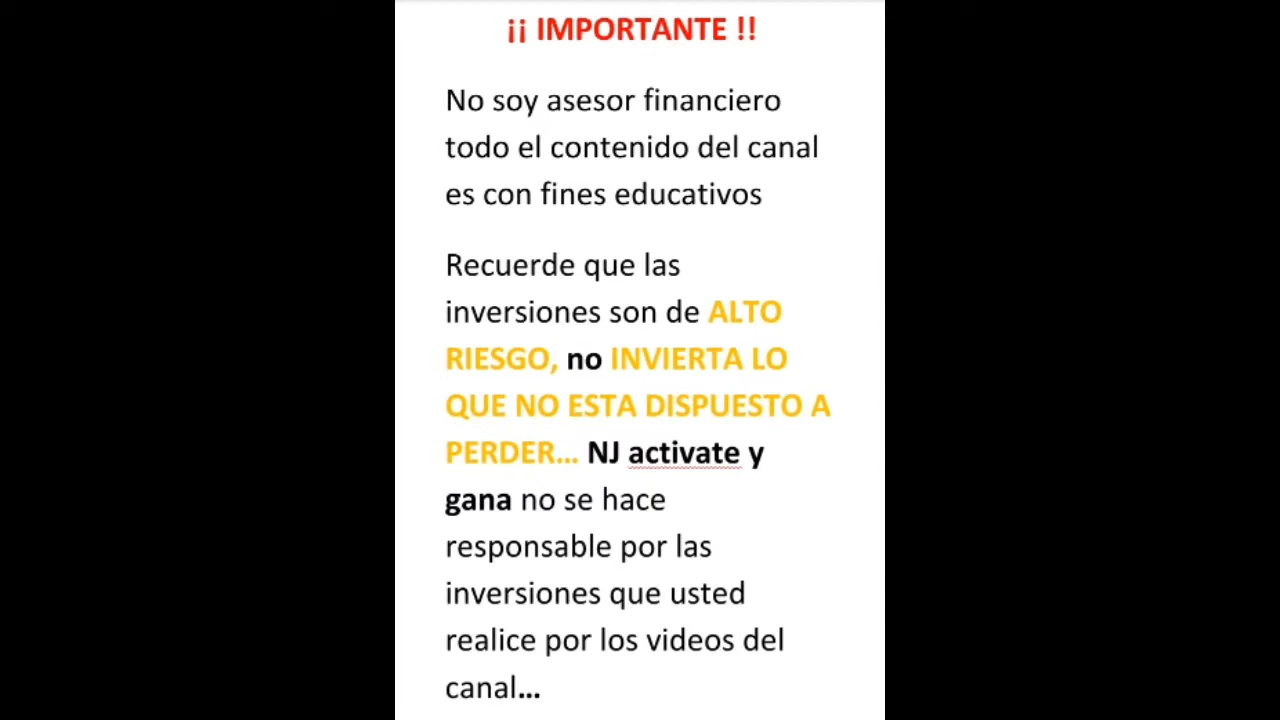 ¡¡ IMPORTANTE !!
No soy asesor financiero
todo el contenido del canal
es con fines educativos
Recuerde que las
inversiones son de ALTO
RIESGO, no INVIERTA LO
QUE NO ESTA DISPUESTO A
PERDER... NJ activate y
gana no se hace
responsable por las
inversiones que usted
realice por los videos del
canal...